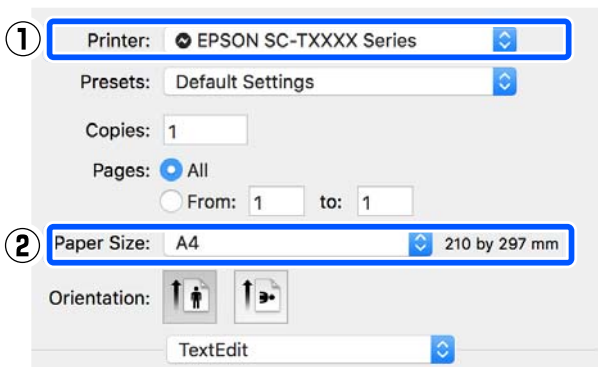 ① Printer: EPSON SC-TXXXX Series
Presets: Default Settings
Copies: 1
Pages: All
From: 1 to: 1
② Paper Size: A4 210 by 297 mm
Orientation:
TextEdit